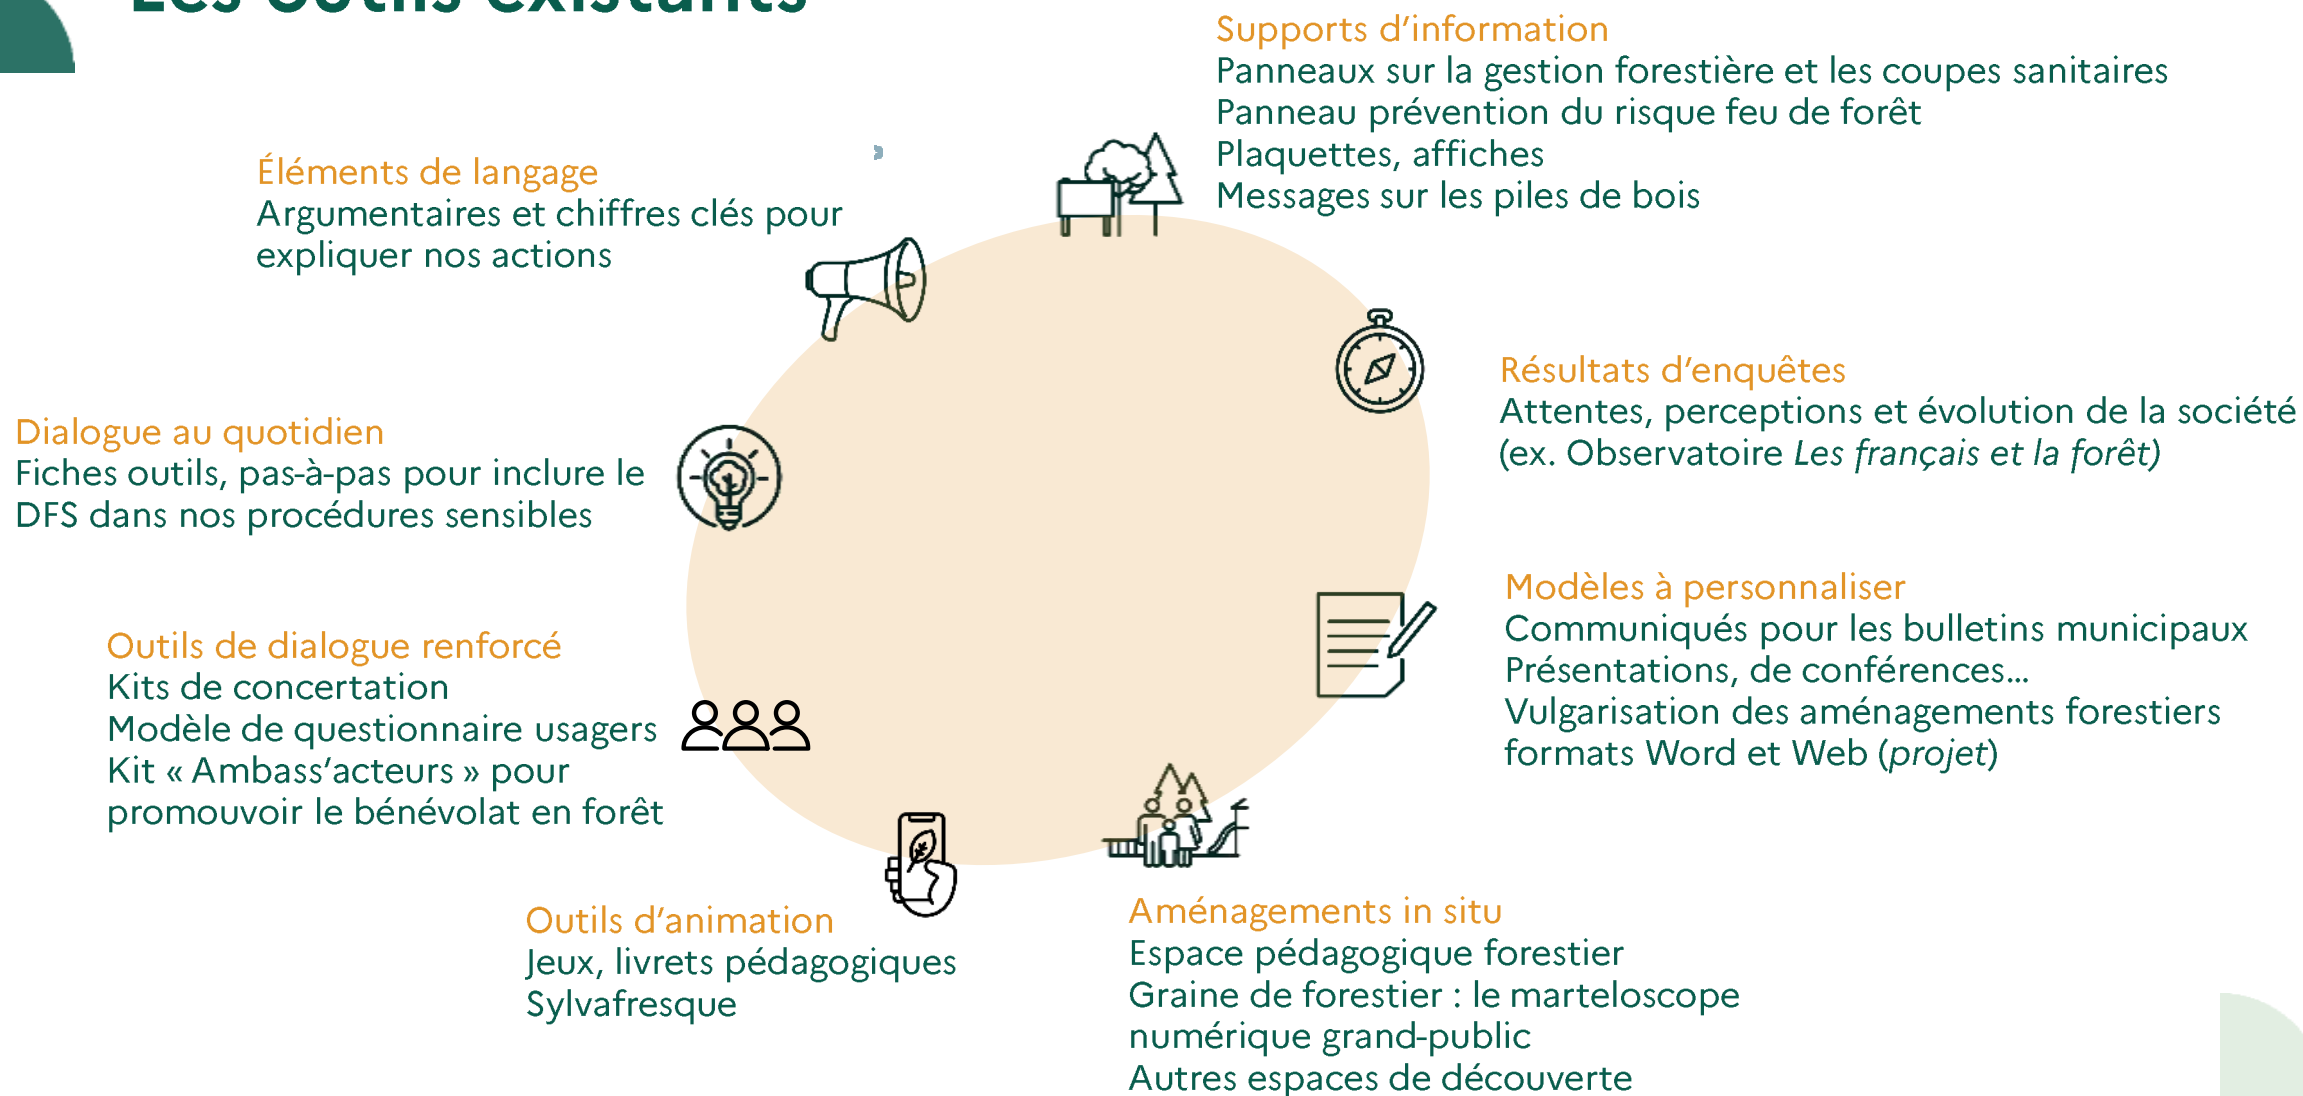 Les outils existants
Supports d’information
Panneaux sur la gestion forestière et les coupes sanitaires
Panneau prévention du risque feu de forêt
Plaquettes, affiches
Messages sur les piles de bois
Éléments de langage
Argumentaires et chiffres clés pour
expliquer nos actions
Résultats d’enquêtes
Attentes, perceptions et évolution de la société
(ex. Observatoire Les français et la forêt)
Dialogue au quotidien
Fiches outils, pas-à-pas pour inclure le
DFS dans nos procédures sensibles
Modèles à personnaliser
Communiqués pour les bulletins municipaux
Présentations, de conférences…
Vulgarisation des aménagements forestiers
formats Word et Web (projet)
Outils de dialogue renforcé
Kits de concertation
Modèle de questionnaire usagers
Kit « Ambass’acteurs » pour
promouvoir le bénévolat en forêt
Outils d’animation
Jeux, livrets pédagogiques
Sylvafresque
Aménagements in situ
Espace pédagogique forestier
Graine de forestier : le marteloscope
numérique grand-public
Autres espaces de découverte